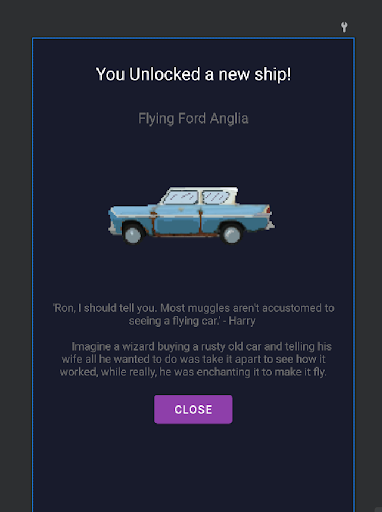 You Unlocked a new ship!
Flying Ford Anglia
'Ron, I should tell you. Most muggles aren't accustomed to
seeing a flying car.' - Harry
Imagine a wizard buying a rusty old car and telling his
wife all he wanted to do was take it apart to see how it
worked, while really, he was enchanting it to make it fly.
CLOSE